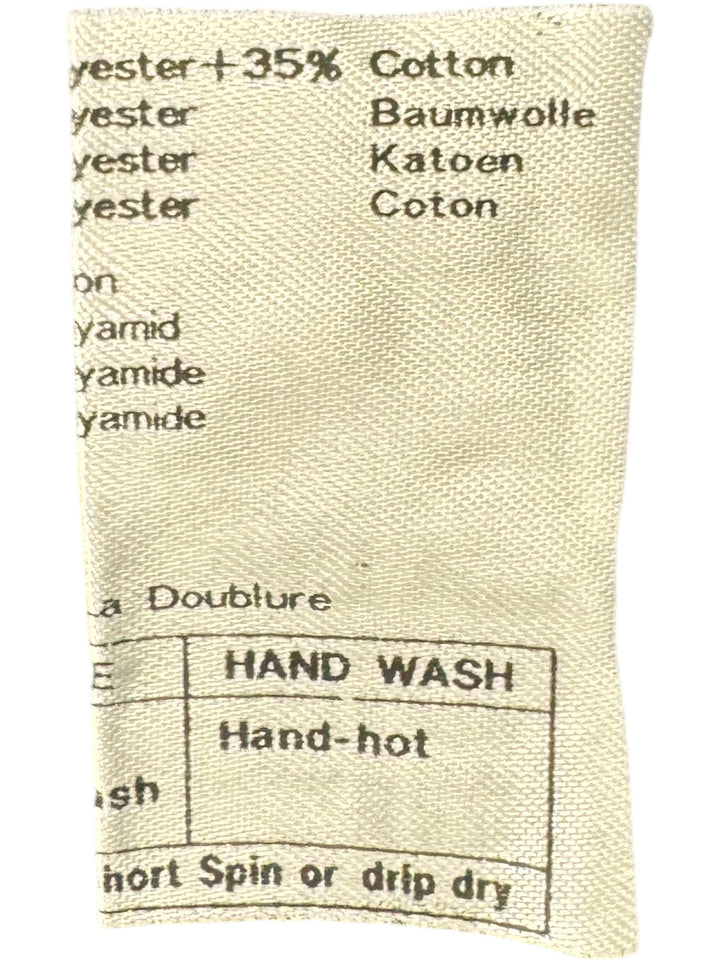 yester+35% Cotton
yester Baumwolle
yester Katoen
yester Coton
on
yamid
yamide
yamide
La Doublure
E HAND WASH
Hand-hot
ash
hort Spin or drip dry